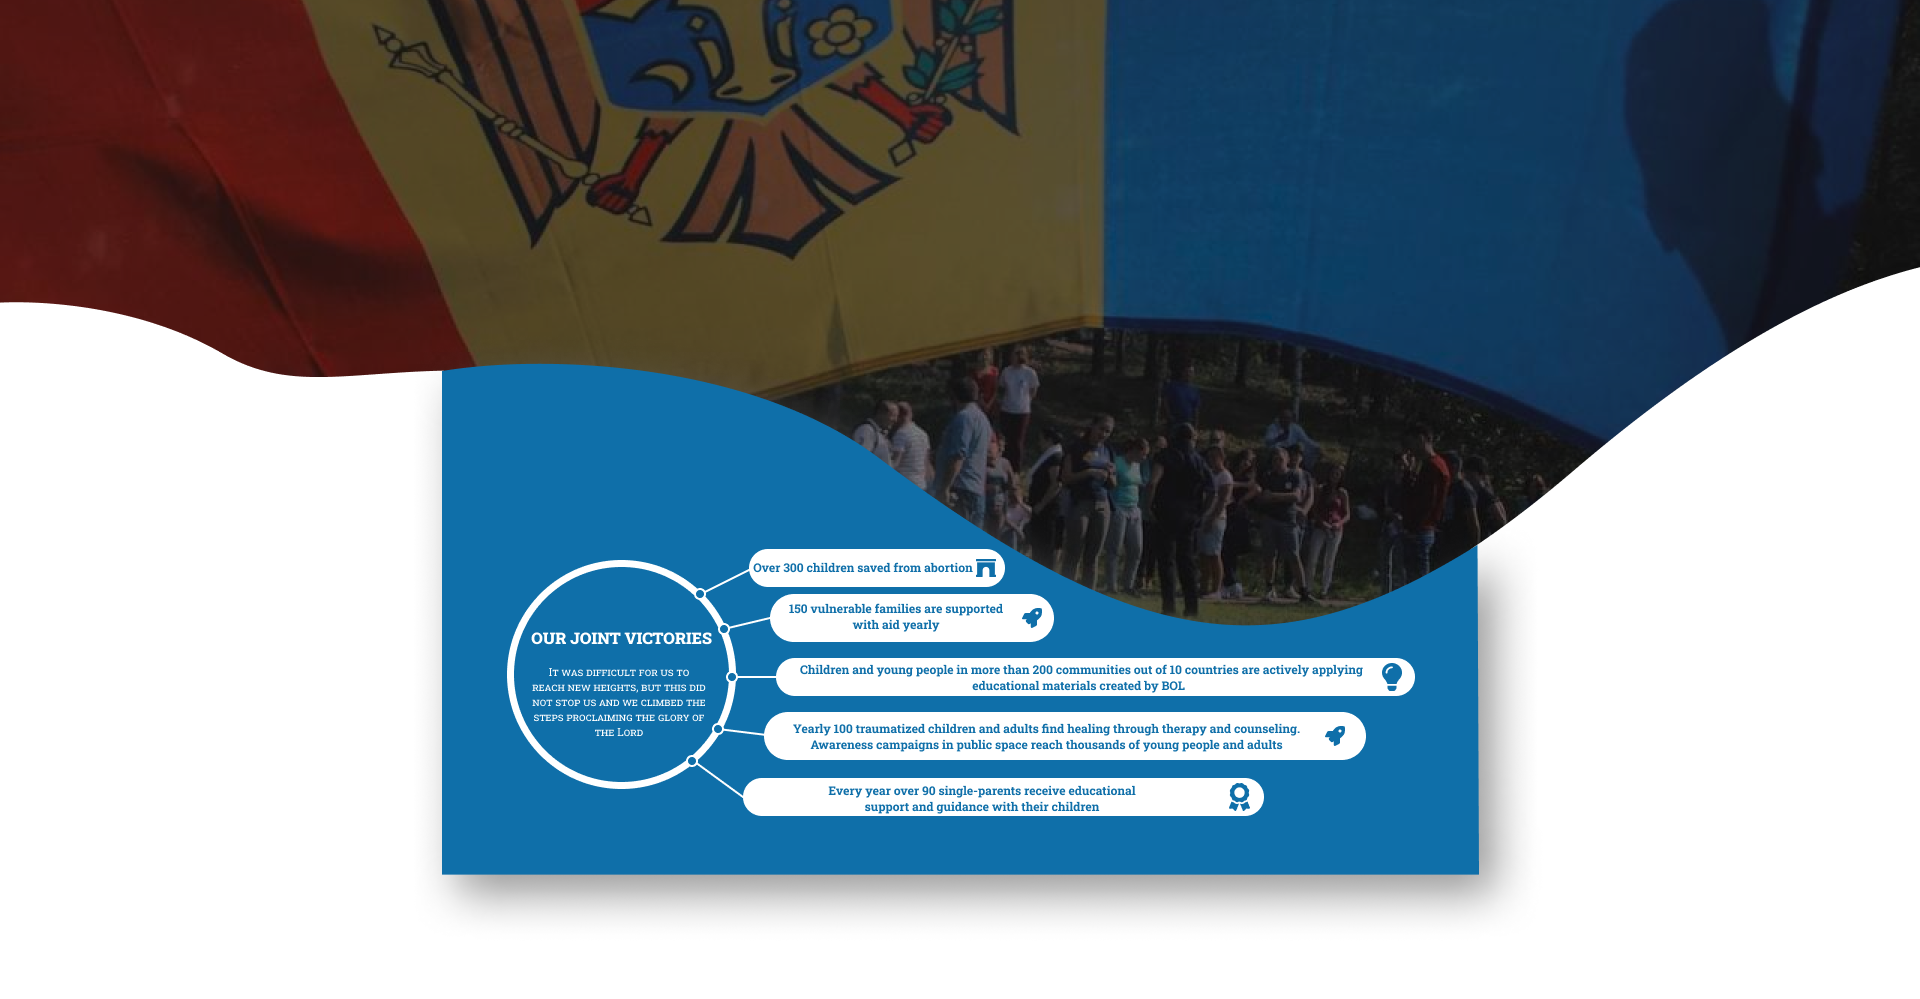 Over 300 children saved from abortion
150 vulnerable families are supported
with aid yearly
OUR JOINT VICTORIES
It was difficult for us to
reach new heights, but this did
not stop us and we climbed the
steps proclaiming the glory of
the Lord
Children and young people in more than 200 communities out of 10 countries are actively applying
educational materials created by BOL
Yearly 100 traumatized children and adults find healing through therapy and counseling.
Awareness campaigns in public space reach thousands of young people and adults
Every year over 90 single-parents receive educational
support and guidance with their children